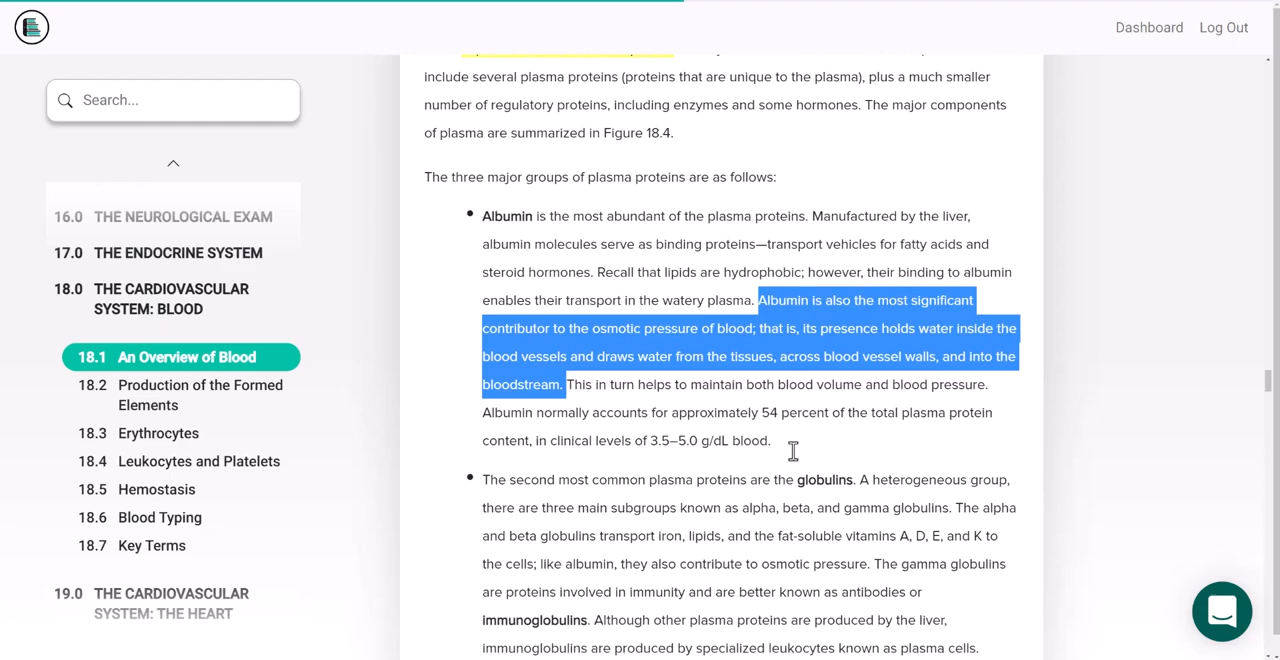 Dashboard Log Out
Search...
16.0 THE NEUROLOGICAL EXAM
17.0 THE ENDOCRINE SYSTEM
18.0 THE CARDIOVASCULAR
SYSTEM: BLOOD
18.1 An Overview of Blood
18.2 Production of the Formed
Elements
18.3 Erythrocytes
18.4 Leukocytes and Platelets
18.5 Hemostasis
18.6 Blood Typing
18.7 Key Terms
19.0 THE CARDIOVASCULAR
SYSTEM: THE HEART
include several plasma proteins (proteins that are unique to the plasma), plus a much smaller
number of regulatory proteins, including enzymes and some hormones. The major components
of plasma are summarized in Figure 18.4.
The three major groups of plasma proteins are as follows:
• Albumin is the most abundant of the plasma proteins. Manufactured by the liver,
albumin molecules serve as binding proteins—transport vehicles for fatty acids and
steroid hormones. Recall that lipids are hydrophobic; however, their binding to albumin
enables their transport in the watery plasma. Albumin is also the most significant
contributor to the osmotic pressure of blood; that is, its presence holds water inside the
blood vessels and draws water from the tissues, across blood vessel walls, and into the
bloodstream. This in turn helps to maintain both blood volume and blood pressure.
Albumin normally accounts for approximately 54 percent of the total plasma protein
content, in clinical levels of 3.5–5.0 g/dL blood.
• The second most common plasma proteins are the globulins. A heterogeneous group,
there are three main subgroups known as alpha, beta, and gamma globulins. The alpha
and beta globulins transport iron, lipids, and the fat-soluble vitamins A, D, E, and K to
the cells; like albumin, they also contribute to osmotic pressure. The gamma globulins
are proteins involved in immunity and are better known as antibodies or
immunoglobulins. Although other plasma proteins are produced by the liver,
immunoglobulins are produced by specialized leukocytes known as plasma cells.